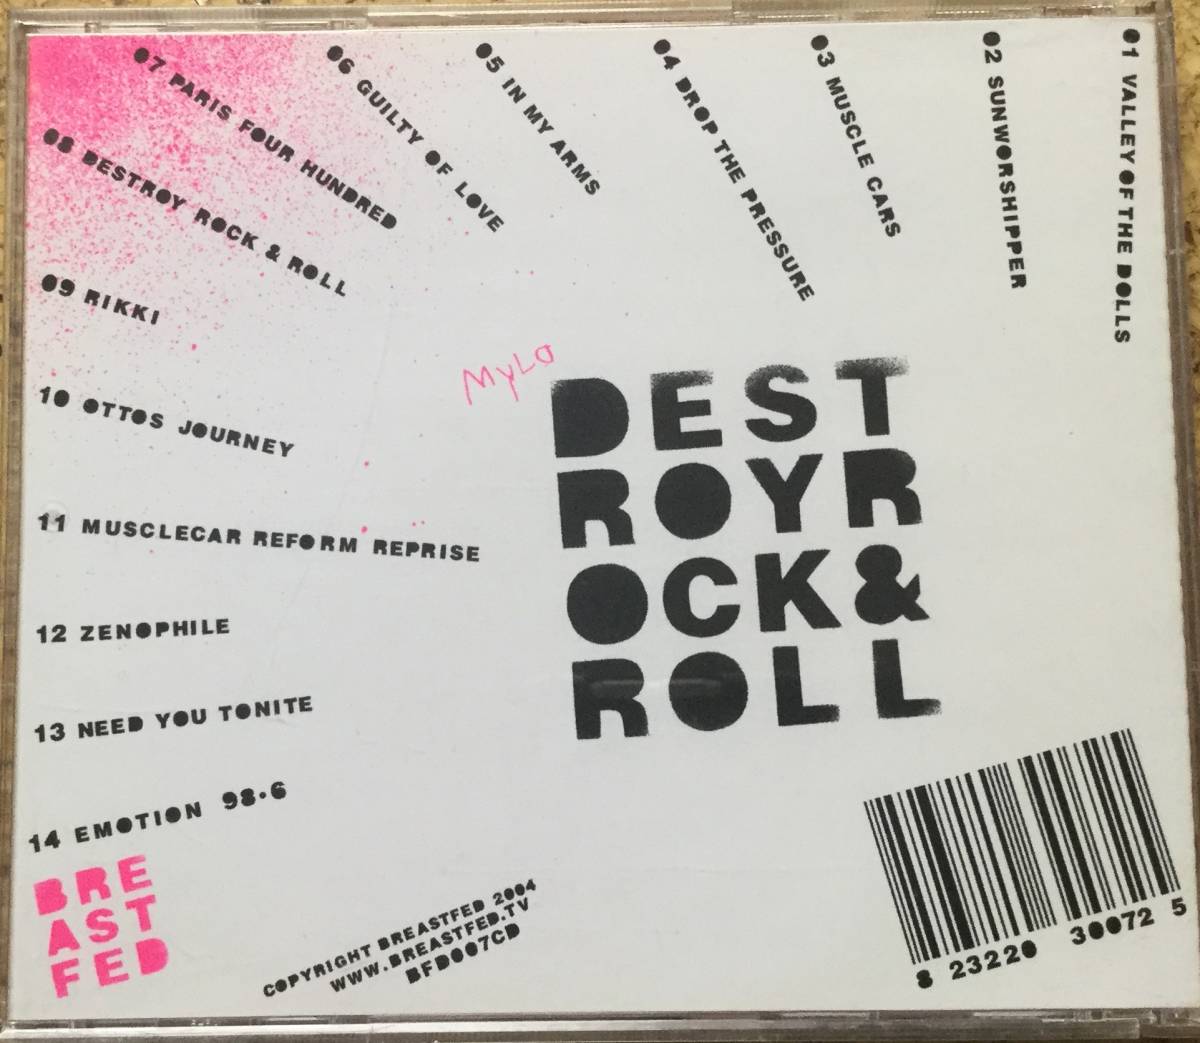 01 VALLEY OF THE DOLLS
02 SUNWORSHIPPER
03 MUSCLE CARS
04 DROP THE PRESSURE
05 IN MY ARMS
06 GUILTY OF LOVE
07 PARIS FOUR HUNDRED
08 DESTROY ROCK & ROLL
09 RIKKI
10 OTTOS JOURNEY
11 MUSCLECAR REFORM REPRISE
12 ZENOPHILE
13 NEED YOU TONITE
14 EMOTION 98.6
MYLO
DEST
ROYR
OCK&
ROLL
BRE
AST
FED
COPYRIGHT BREASTFED 2004
WWW.BREASTFED.TV
BFD007CD
8 23220 30072 5